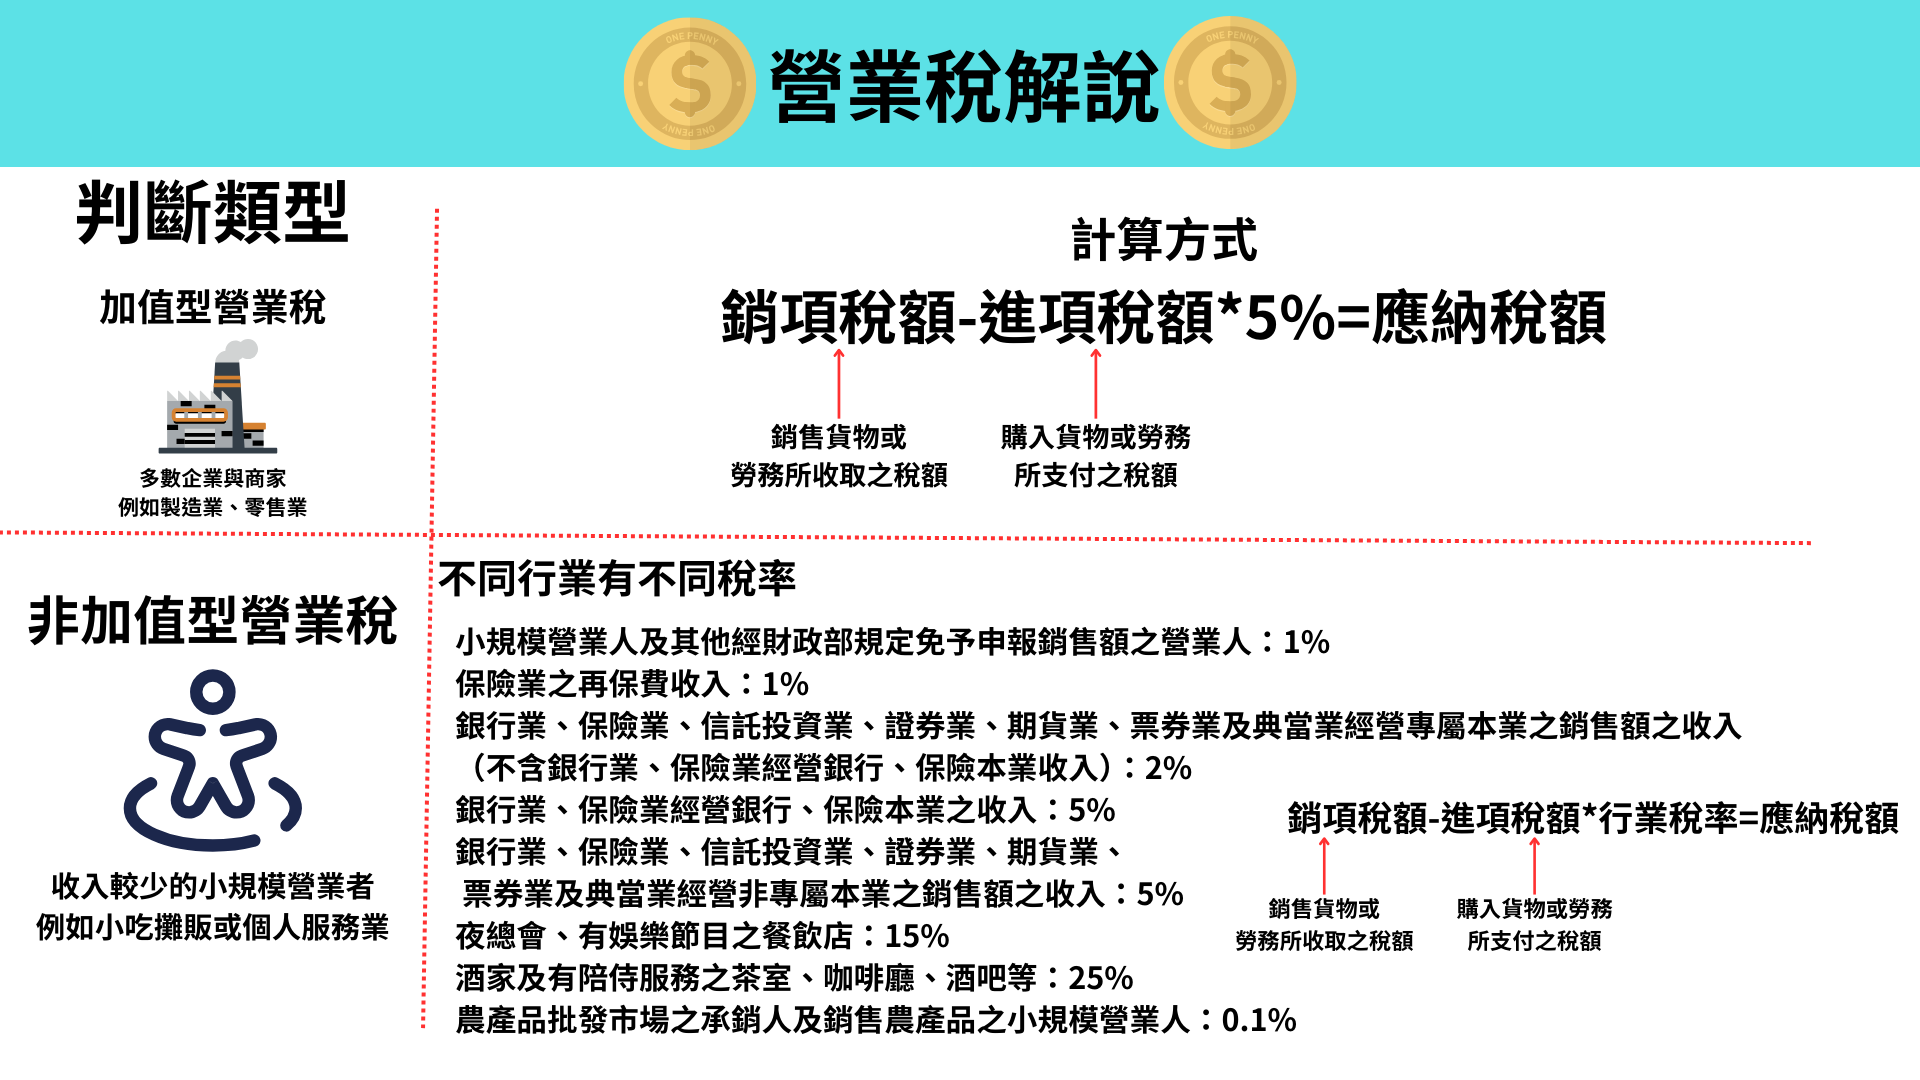 營業稅解說
ONE PENNY
ONE PENNY
ONE PENNY
ONE PENNY
判斷類型
加值型營業稅
多數企業與商家
例如製造業、零售業
計算方式
銷項稅額-進項稅額*5%=應納稅額
銷售貨物或
勞務所收取之稅額
購入貨物或勞務
所支付之稅額
非加值型營業稅
收入較少的小規模營業者
例如小吃攤販或個人服務業
不同行業有不同稅率
小規模營業人及其他經財政部規定免予申報銷售額之營業人：1%
保險業之再保費收入：1%
銀行業、保險業、信託投資業、證券業、期貨業、票券業及典當業經營專屬本業之銷售額之收入
（不含銀行業、保險業經營銀行、保險本業收入）：2%
銀行業、保險業經營銀行、保險本業之收入：5%
銀行業、保險業、信託投資業、證券業、期貨業、
票券業及典當業經營非專屬本業之銷售額之收入：5%
夜總會、有娛樂節目之餐飲店：15%
酒家及有陪侍服務之茶室、咖啡廳、酒吧等：25%
農產品批發市場之承銷人及銷售農產品之小規模營業人：0.1%
銷項稅額-進項稅額*行業稅率=應納稅額
銷售貨物或
勞務所收取之稅額
購入貨物或勞務
所支付之稅額